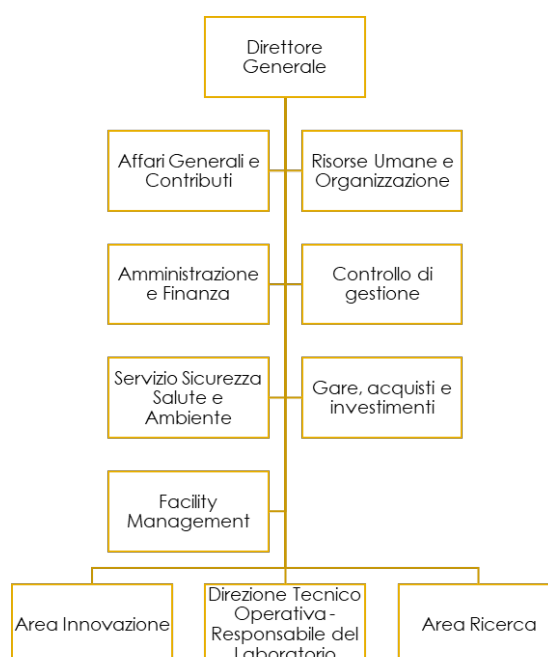 Direttore
Generale
Affari Generali e
Contributi
Risorse Umane e
Organizzazione
Amministrazione
e Finanza
Controllo di
gestione
Servizio Sicurezza
Salute e
Ambiente
Gare, acquisti e
investimenti
Facility
Management
Area Innovazione
Direzione Tecnico
Operativa -
Responsabile del
Laboratorio
Area Ricerca